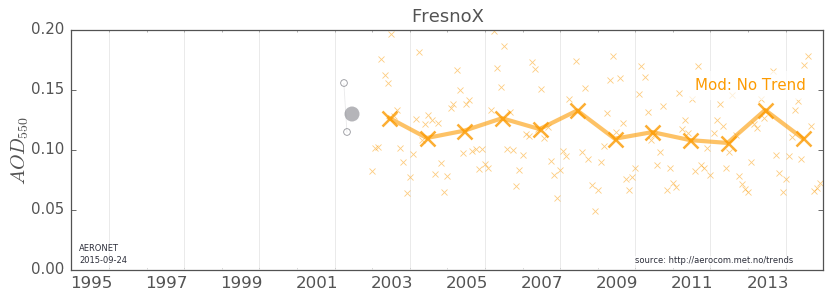 FresnoX
0.20
0.15
0.10
0.05
0.00
AOD550
Mod: No Trend
AERONET
2015-09-24
source: http://aerocom.met.no/trends
1995 1997 1999 2001 2003 2005 2007 2009 2011 2013